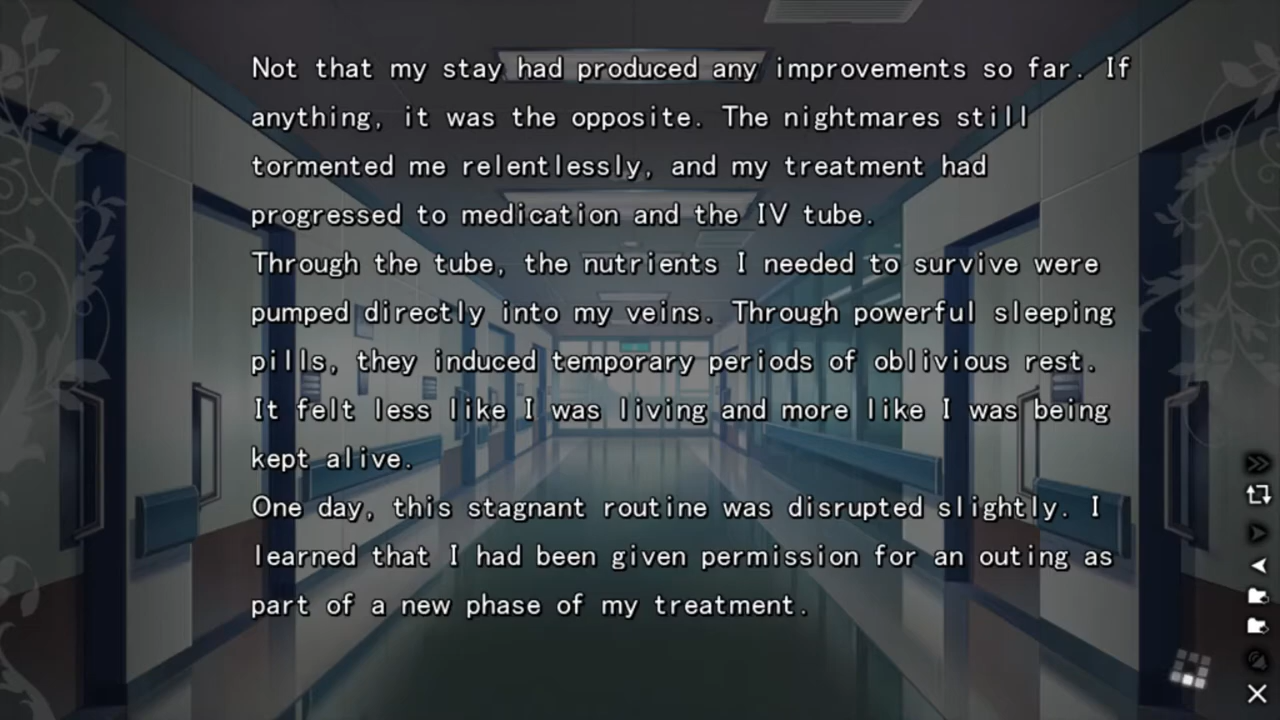 Not that my stay had produced any improvements so far. If
anything, it was the opposite. The nightmares still
tormented me relentlessly, and my treatment had
progressed to medication and the IV tube.
Through the tube, the nutrients I needed to survive were
pumped directly into my veins. Through powerful sleeping
pills, they induced temporary periods of oblivious rest.
It felt less like I was living and more like I was being
kept alive.
One day, this stagnant routine was disrupted slightly. I
learned that I had been given permission for an outing as
part of a new phase of my treatment.